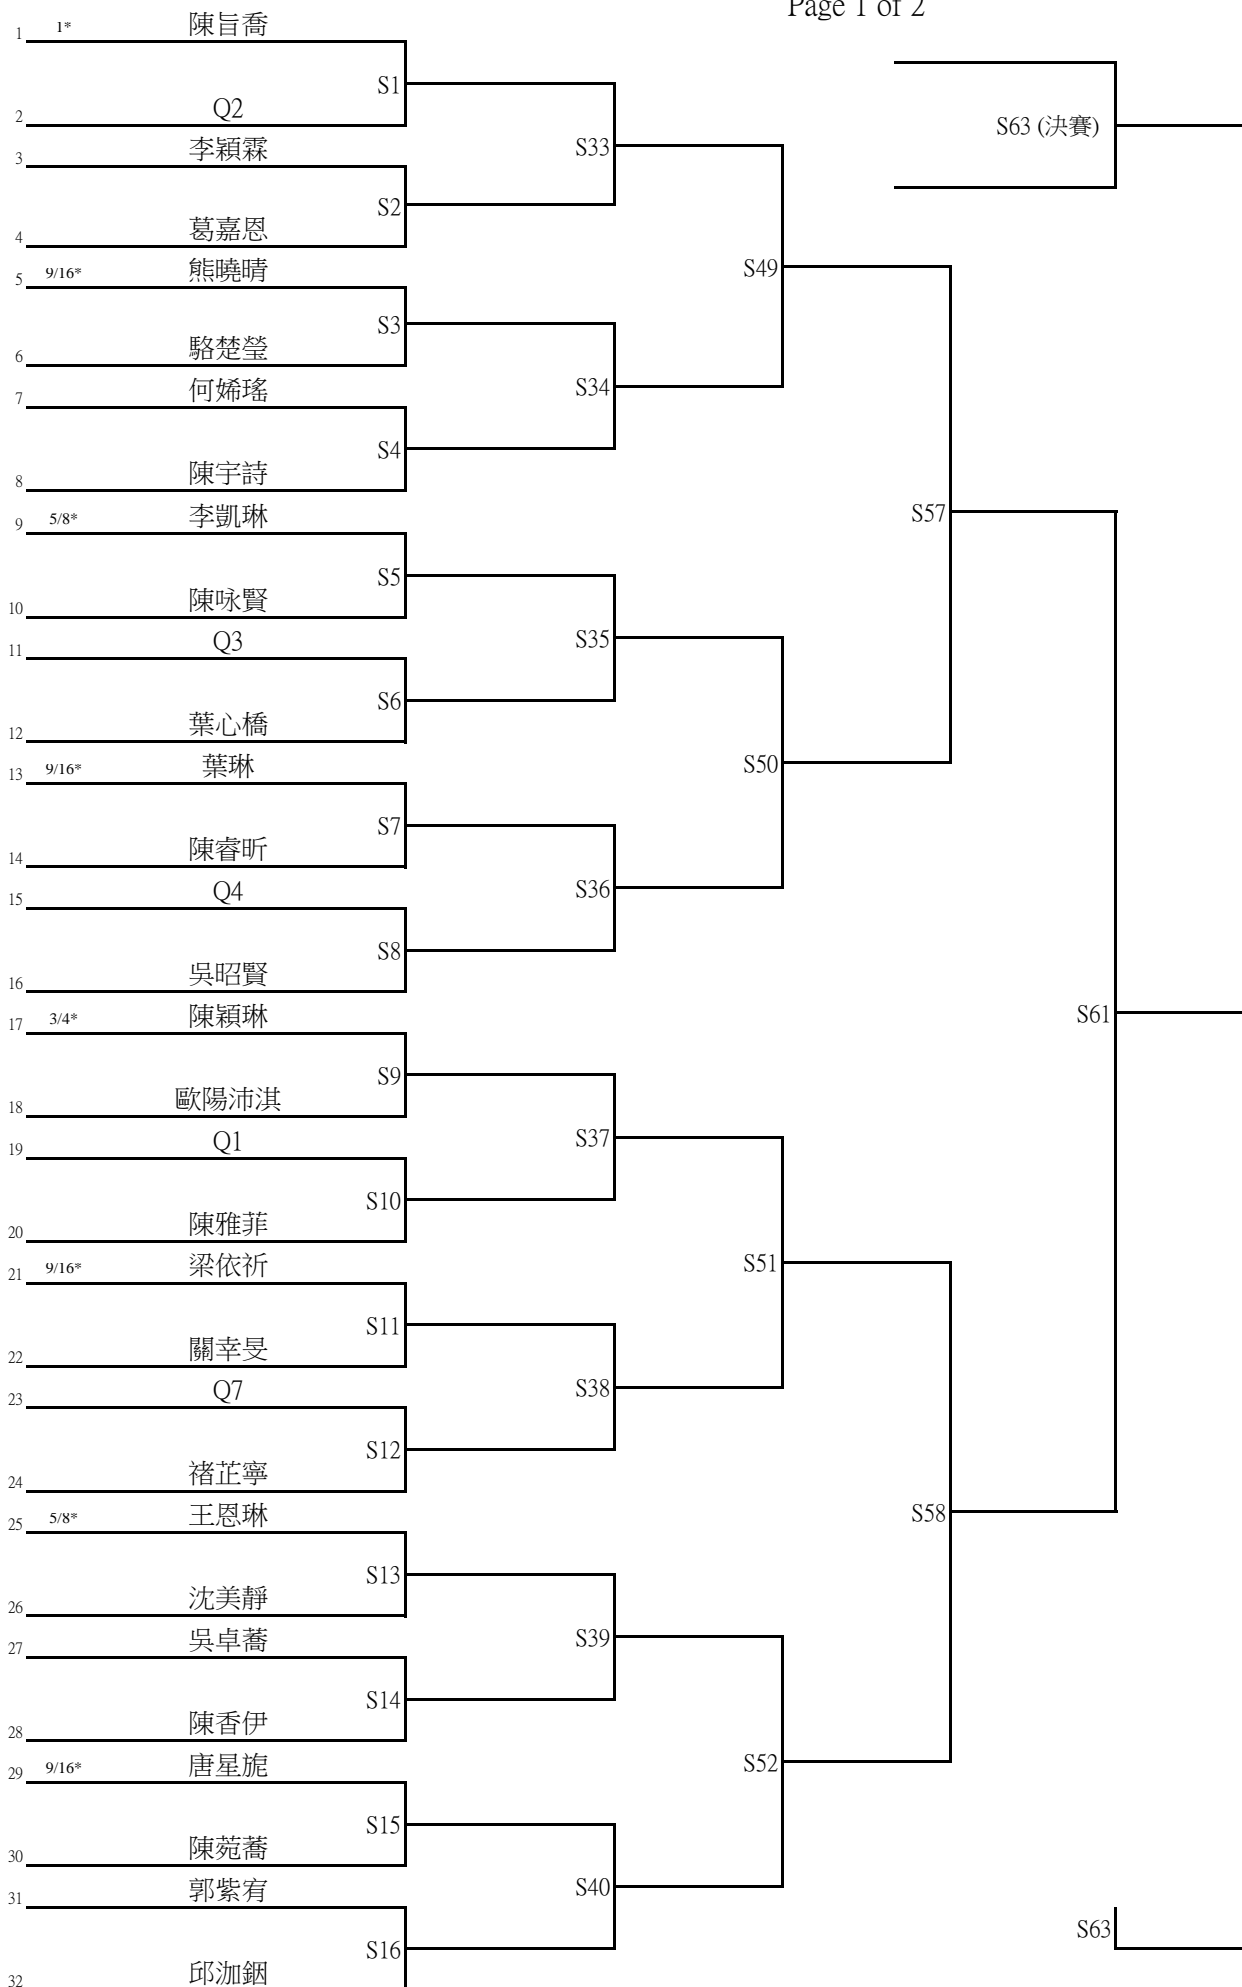 Page 1 of 2
1 1* 陳旨喬
S1
2 Q2
S63 (決賽)
3 李穎霖
S33
S2
4 葛嘉恩
5 9/16* 熊曉晴
S49
S3
6 駱楚瑩
7 何烯瑤
S34
S4
8 陳宇詩
9 5/8* 李凱琳
S57
S5
10 陳咏賢
11 Q3
S35
S6
12 葉心橋
13 9/16* 葉琳
S50
S7
14 陳睿昕
15 Q4
S36
S8
16 吳昭賢
17 3/4* 陳穎琳
S61
S9
18 歐陽沛淇
19 Q1
S37
S10
20 陳雅菲
21 9/16* 梁依祈
S51
S11
22 關幸旻
23 Q7
S38
S12
24 褚芷寧
25 5/8* 王恩琳
S58
S13
26 沈美靜
27 吳卓蕎
S39
S14
28 陳香伊
29 9/16* 唐星旎
S52
S15
30 陳菀蕎
31 郭紫宥
S40
S63
S16
32 邱泇銦